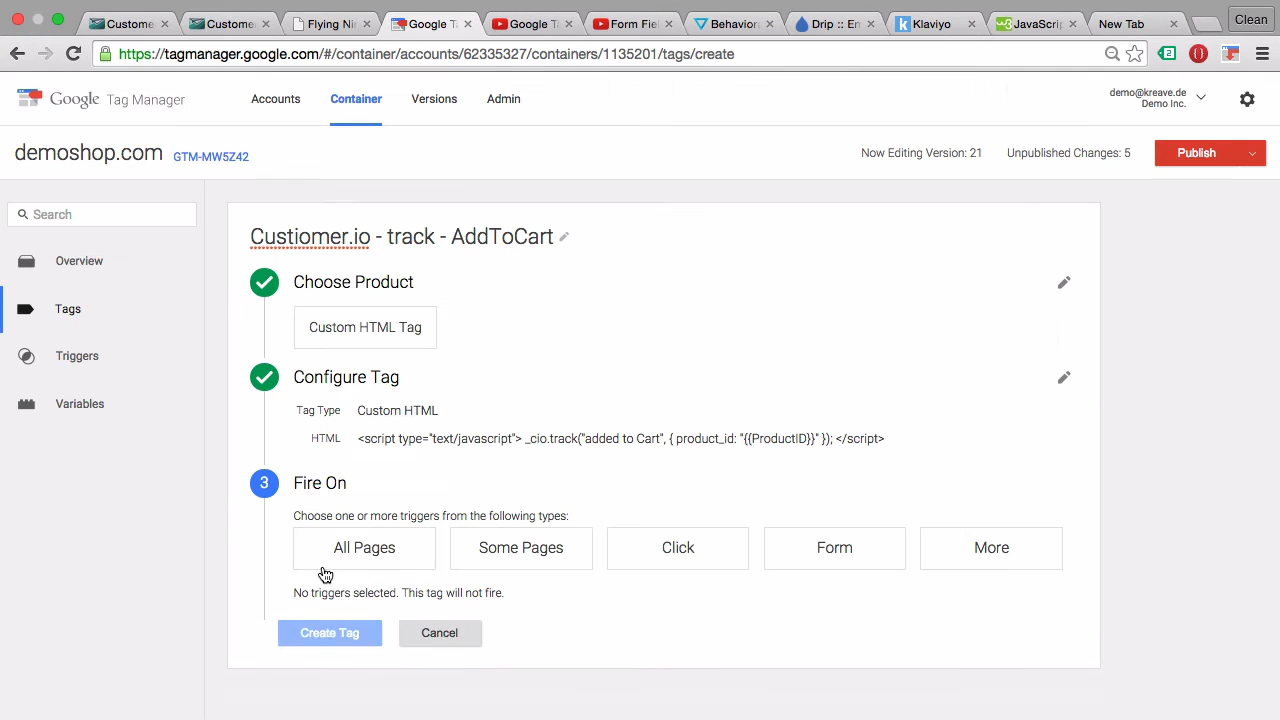 Custome
Custome
Flying Ni
Google T
Google T
Form Fiel
Behavior
Drip :: En
Klaviyo
JavaScri
New Tab
Clean
https://tagmanager.google.com/#/container/accounts/62335327/containers/1135201/tags/create
Google Tag Manager
Accounts
Container
Versions
Admin
demo@kreave.de
Demo Inc.
demoshop.com GTM-MW5Z42
Now Editing Version: 21
Unpublished Changes: 5
Publish
Search
Overview
Tags
Triggers
Variables
Custiomer.io - track - AddToCart
Choose Product
Custom HTML Tag
Configure Tag
Tag Type Custom HTML
HTML <script type="text/javascript"> _cio.track("added to Cart", { product_id: "{{ProductID}}" }); </script>
3 Fire On
Choose one or more triggers from the following types:
All Pages
Some Pages
Click
Form
More
No triggers selected. This tag will not fire.
Create Tag
Cancel